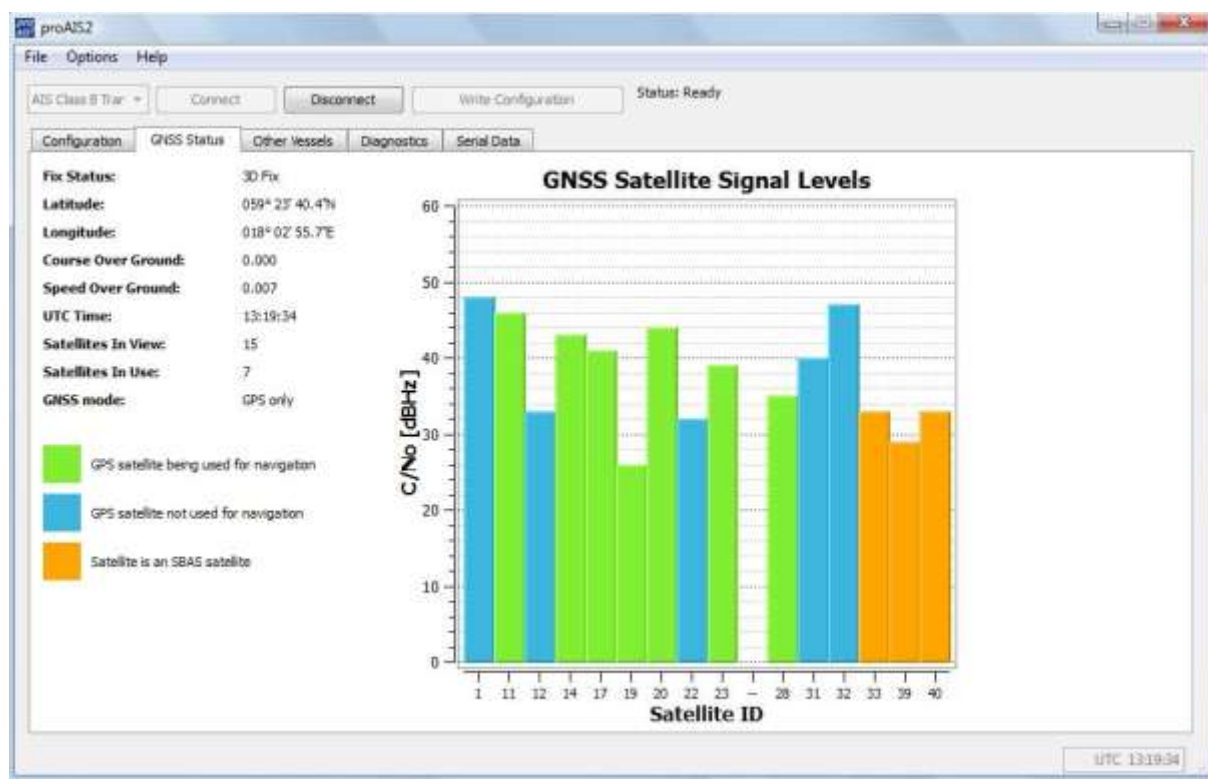 proAIS2
File Options Help
AIS Class B Tran Connect Disconnect Write Configuration Status: Ready
Configuration GNSS Status Other Vessels Diagnostics Serial Data
Fix Status: 3D Fix
Latitude: 059° 23' 40.4"N
Longitude: 018° 02' 55.7"E
Course Over Ground: 0.000
Speed Over Ground: 0.007
UTC Time: 13:19:34
Satellites In View: 15
Satellites In Use: 7
GNSS mode: GPS only
GPS satellite being used for navigation
GPS satellite not used for navigation
Satellite is an SBAS satellite
GNSS Satellite Signal Levels
60
50
40
30
20
10
0
C/No [dBHz]
1 11 12 14 17 19 20 22 23 -- 28 31 32 33 39 40
Satellite ID
UTC 13:19:34